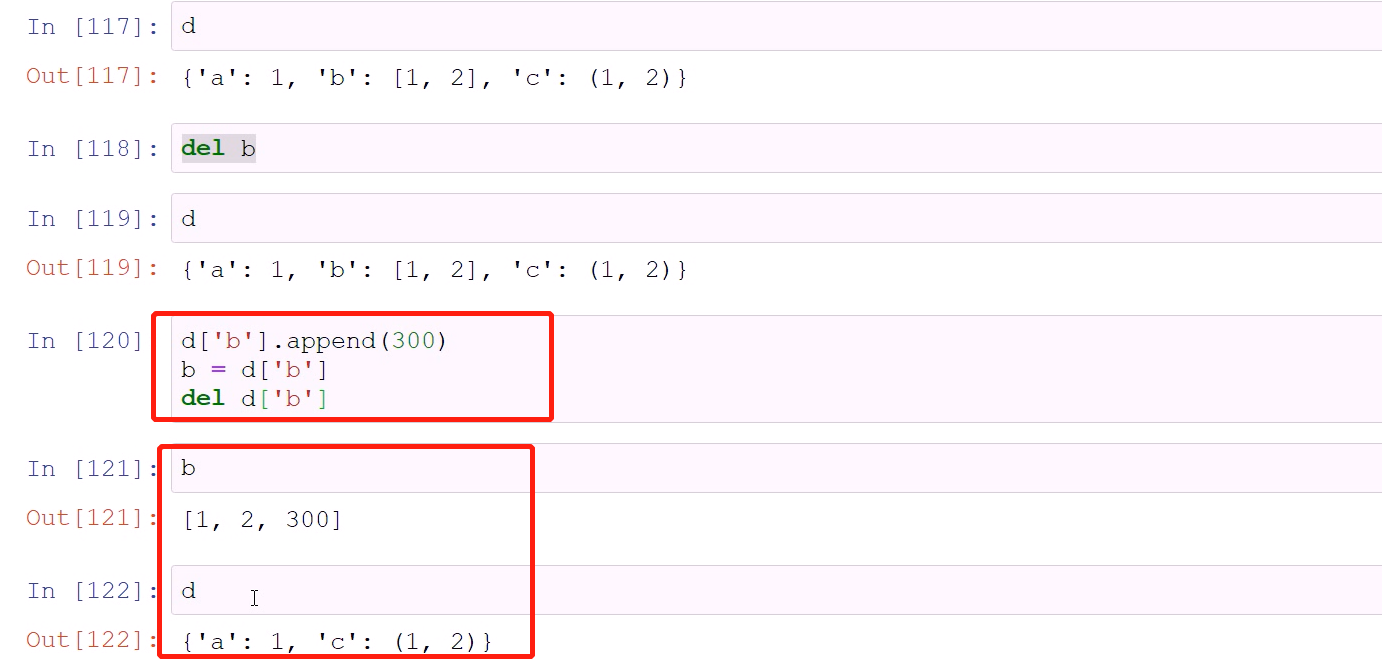 In [117]: d
Out[117]: {'a': 1, 'b': [1, 2], 'c': (1, 2)}
In [118]: del b
In [119]: d
Out[119]: {'a': 1, 'b': [1, 2], 'c': (1, 2)}
In [120] d['b'].append(300)
b = d['b']
del d['b']
In [121]: b
Out[121]: [1, 2, 300]
In [122]: d
Out[122]: {'a': 1, 'c': (1, 2)}